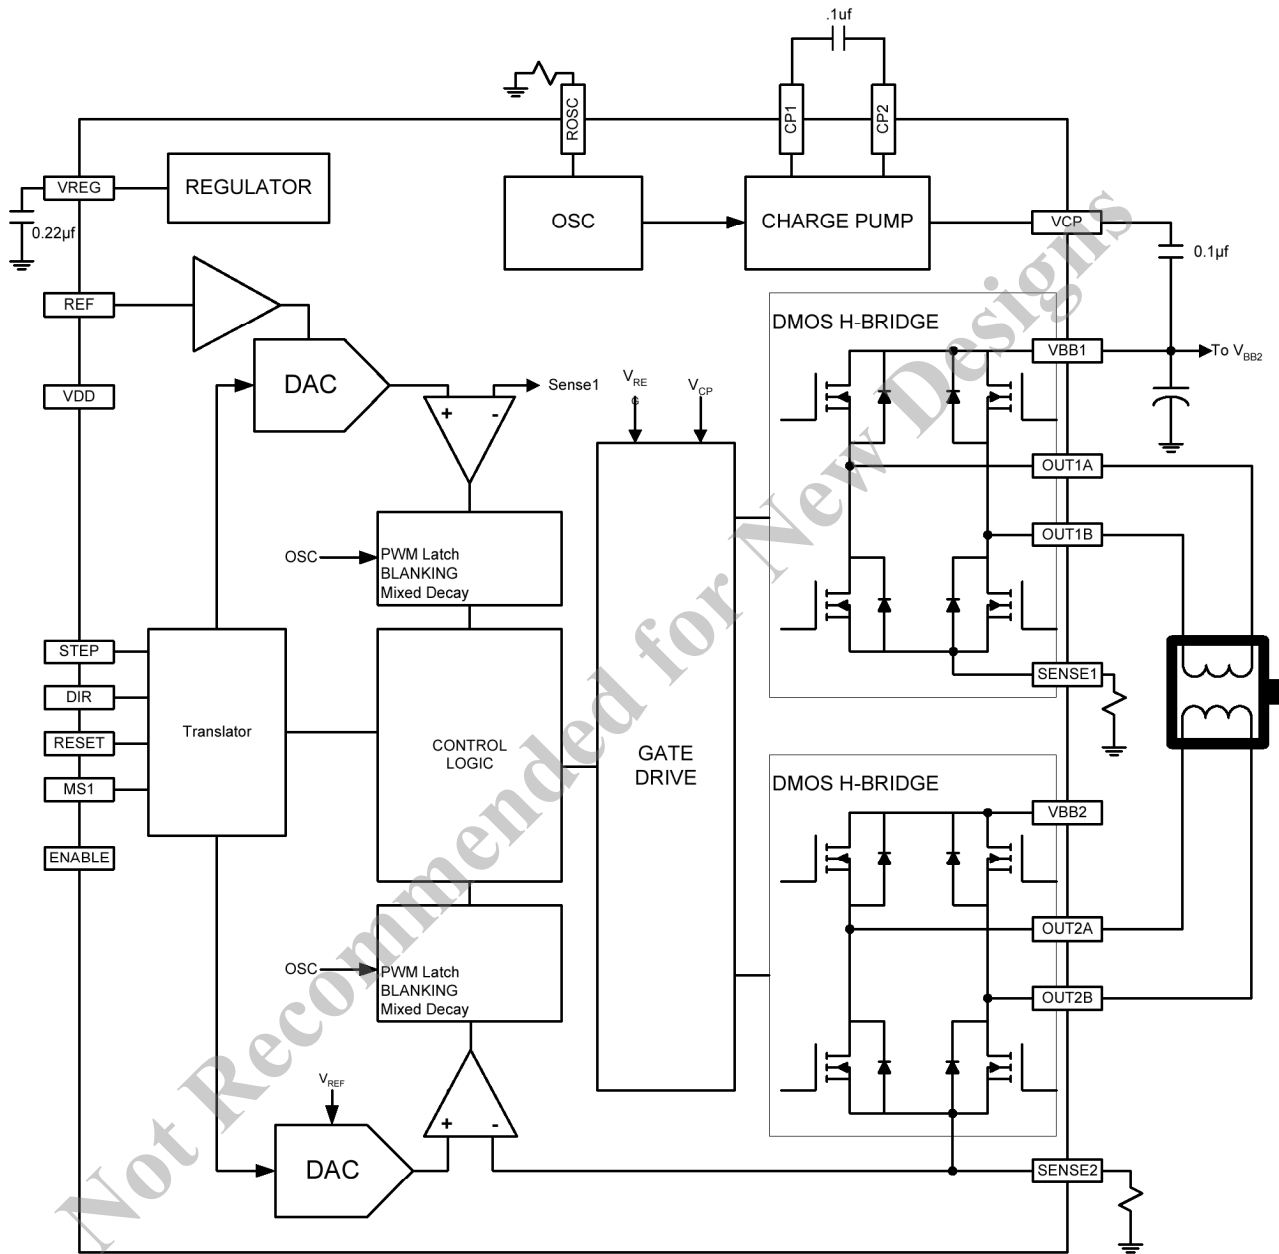 .1uf
ROSC
CP1
CP2
VREG
REGULATOR
0.22µf
OSC
CHARGE PUMP
VCP
0.1µf
REF
DMOS H-BRIDGE
VBB1
To VBB2
DAC
VDD
+
-
Sense1
VRE
G
VCP
OUT1A
OUT1B
OSC
PWM Latch
BLANKING
Mixed Decay
STEP
DIR
RESET
MS1
ENABLE
Translator
CONTROL
LOGIC
GATE
DRIVE
SENSE1
DMOS H-BRIDGE
VBB2
OUT2A
OUT2B
OSC
PWM Latch
BLANKING
Mixed Decay
VREF
+
-
DAC
SENSE2
Not Recommended for New Designs